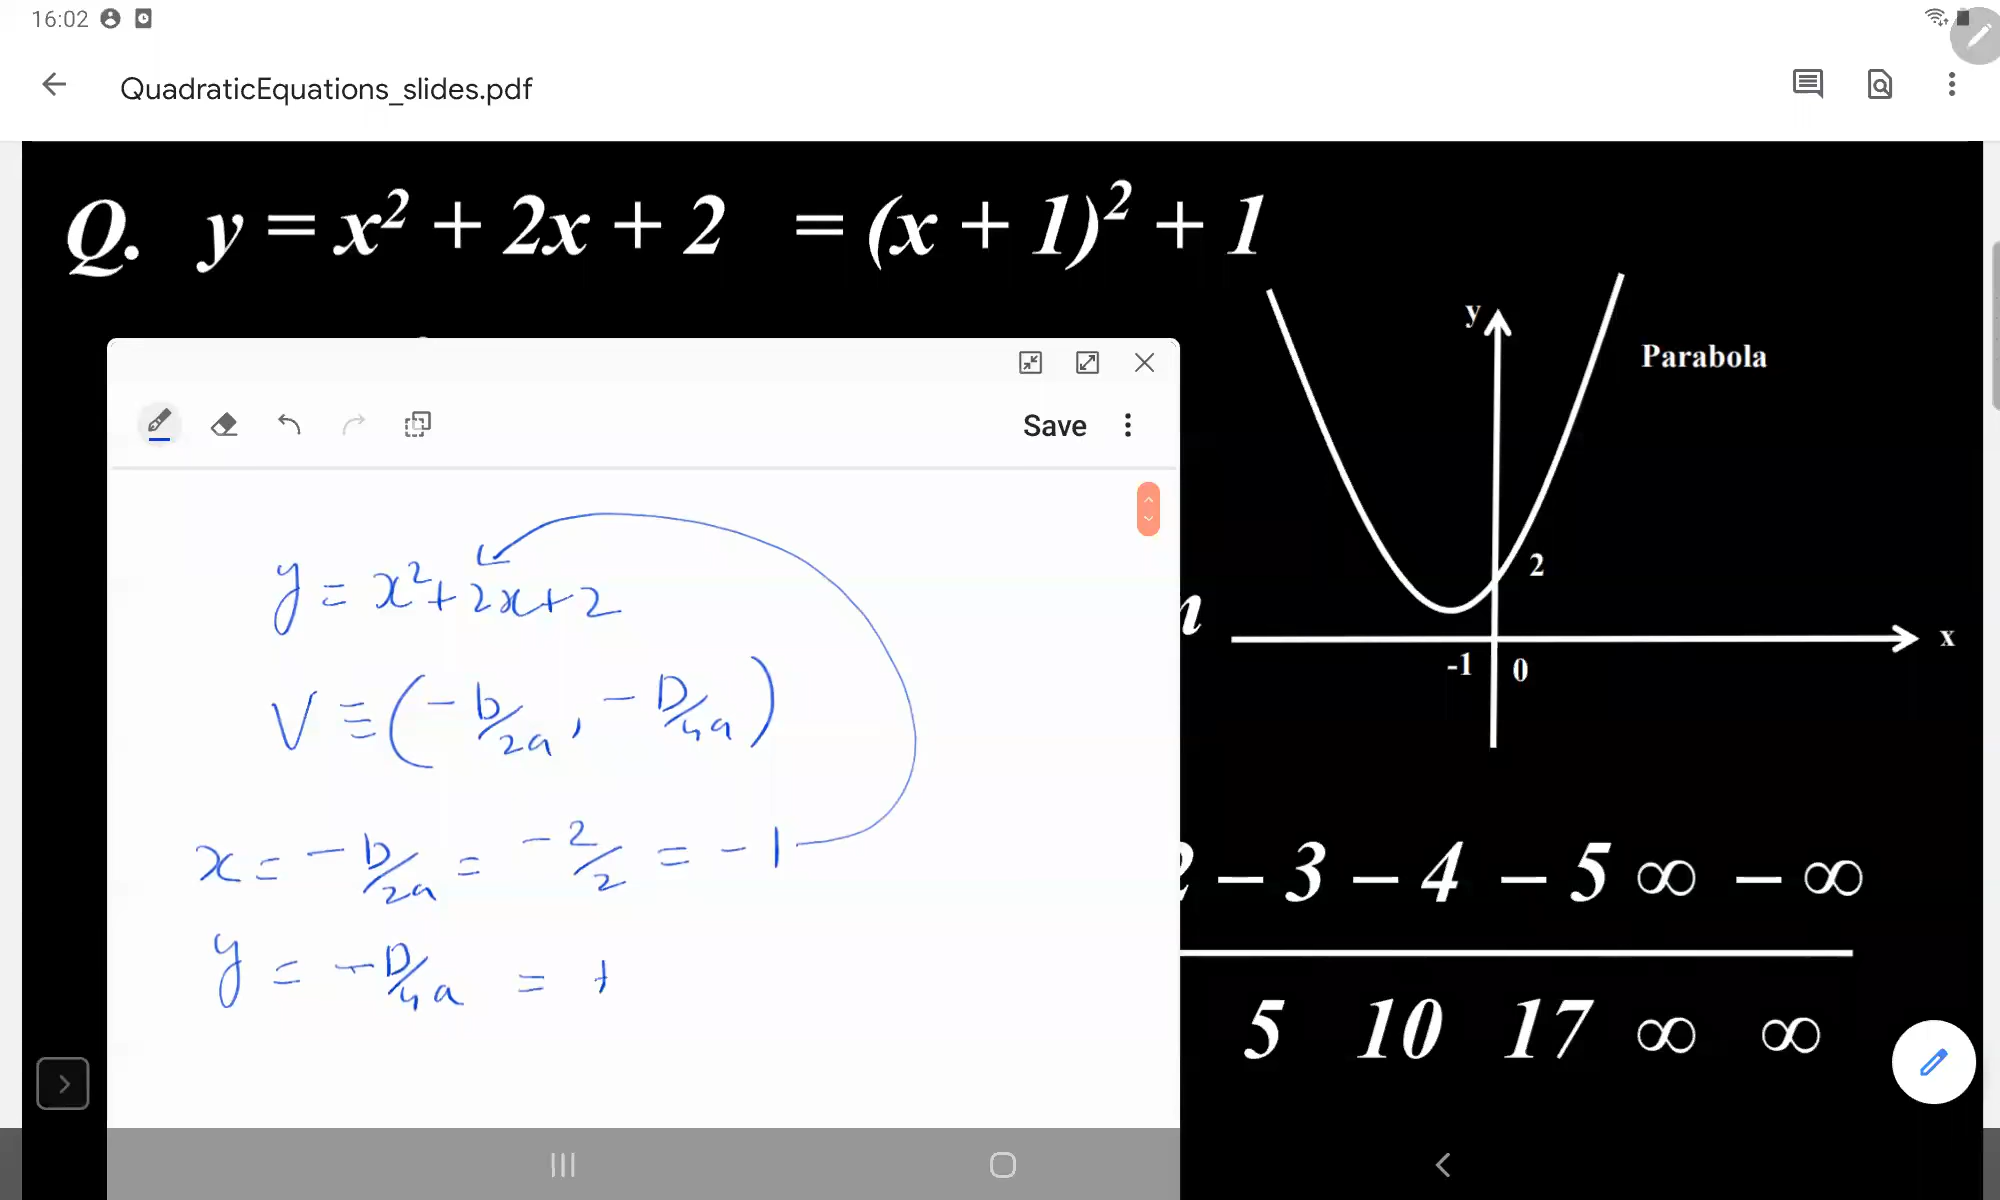 16:02
QuadraticEquations_slides.pdf
Q. y = x² + 2x + 2 = (x + 1)² + 1
y
Parabola
Save
2
x
-1 0
y = x²+2x+2
V ≡ (-b/2a, -D/4a)
x = -b/2a = -2/2 = -1
y = -D/4a = +
n
2 – 3 – 4 – 5 ∞ – ∞
5 10 17 ∞ ∞